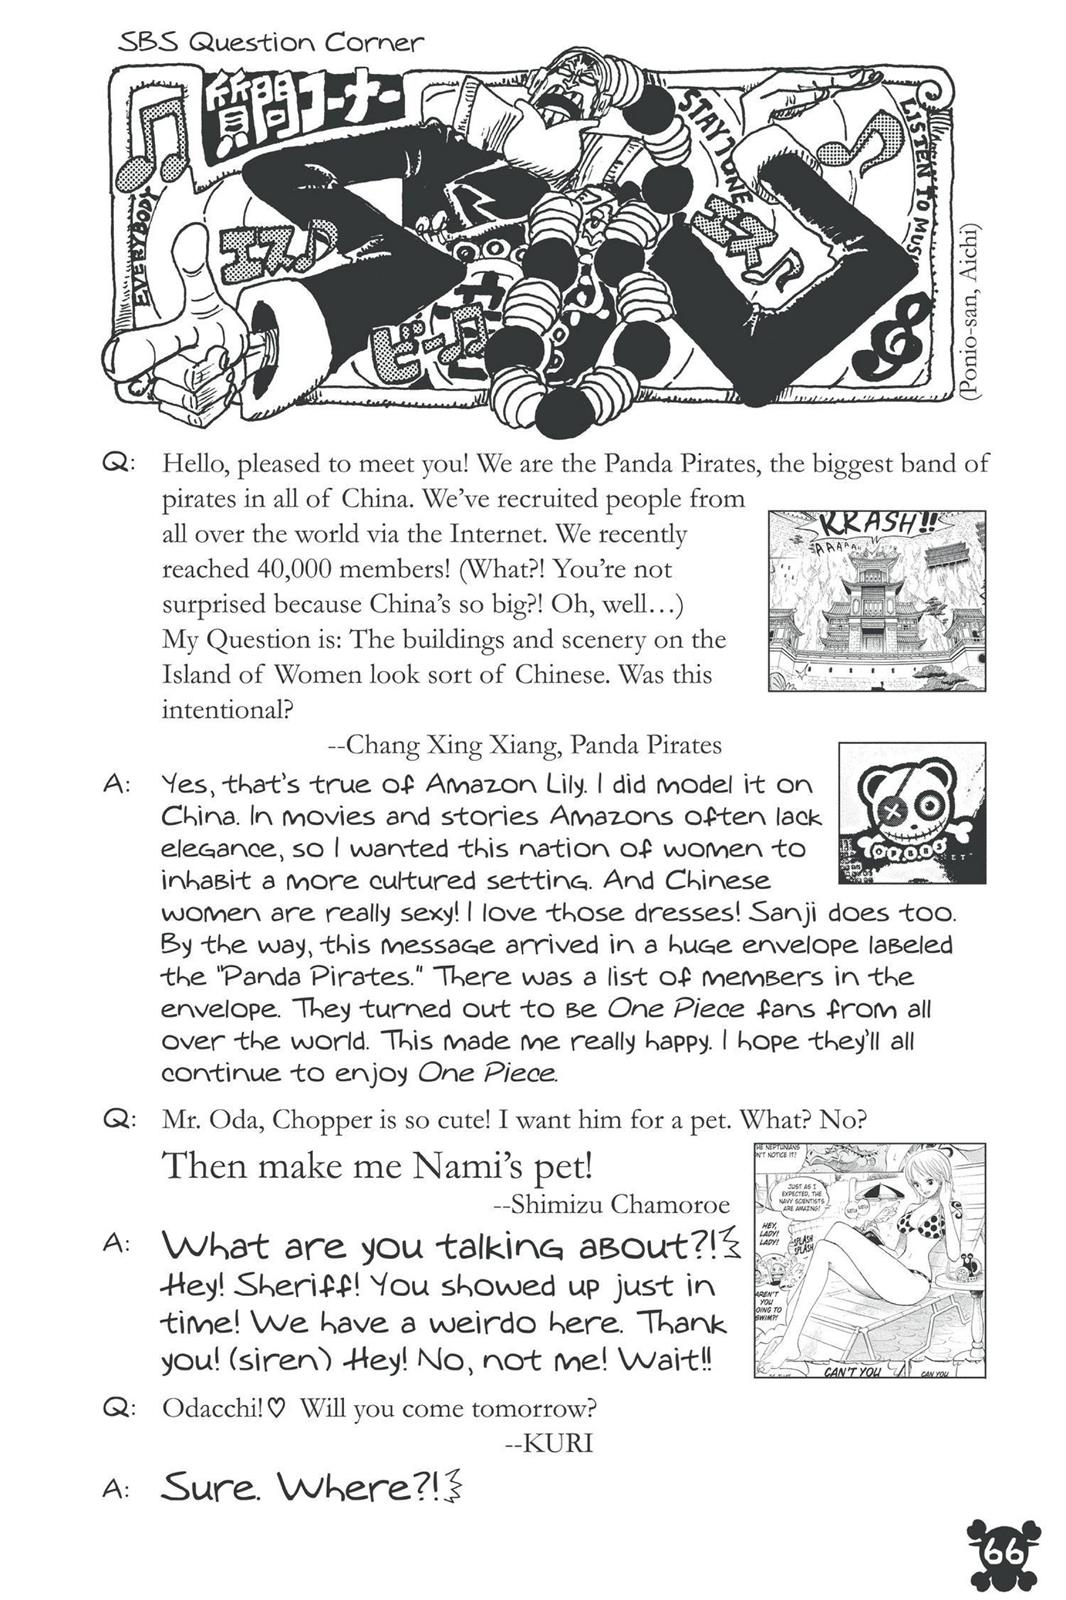 SBS Question Corner
質問コーナー
EVERYBODY
エス♪
STAY TUNE
エス♪
LISTEN TO MUSIC
(Ponio-san, Aichi)
Q: Hello, pleased to meet you! We are the Panda Pirates, the biggest band of
pirates in all of China. We've recruited people from
all over the world via the Internet. We recently
reached 40,000 members! (What?! You're not
surprised because China's so big?! Oh, well…)
My Question is: The buildings and scenery on the
Island of Women look sort of Chinese. Was this
intentional?
--Chang Xing Xiang, Panda Pirates
KRASH!!
A: Yes, that's true of Amazon Lily. I did model it on
China. In movies and stories Amazons often lack
elegance, so I wanted this nation of women to
inhabit a more cultured setting. And Chinese
women are really sexy! I love those dresses! Sanji does too.
By the way, this message arrived in a huge envelope labeled
the "Panda Pirates." There was a list of members in the
envelope. They turned out to be One Piece fans from all
over the world. This made me really happy. I hope they'll all
continue to enjoy One Piece.
Q: Mr. Oda, Chopper is so cute! I want him for a pet. What? No?
Then make me Nami's pet!
--Shimizu Chamoroe
HE NEPTUNIANS
N'T NOTICE IT!
JUST AS I
EXPECTED, THE
NAVY SCIENTISTS
ARE AMAZING!
HEY,
LADY!
LADY!
SPLASH
SPLASH
AREN'T
YOU
OING TO
SWIM?!
CAN'T YOU
CAN YOU
A: What are you talking about?!
Hey! Sheriff! You showed up just in
time! We have a weirdo here. Thank
you! (siren) Hey! No, not me! Wait!!
Q: Odacchi!♡ Will you come tomorrow?
--KURI
A: Sure. Where?!
66